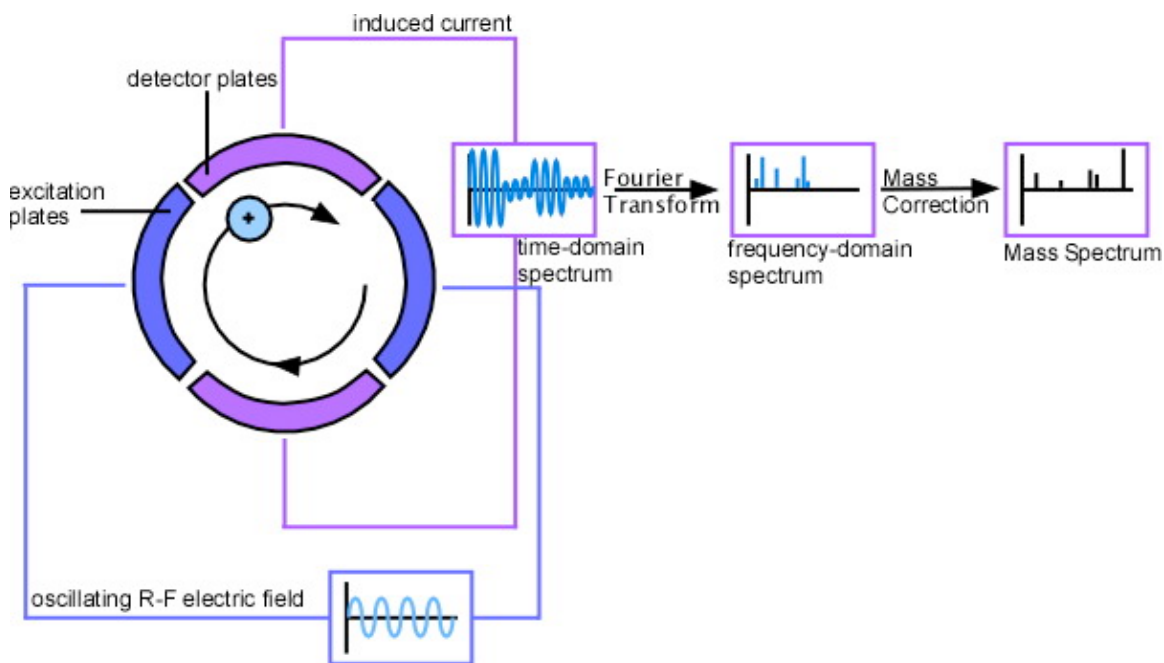 induced current
detector plates
excitation
plates
Fourier
Transform
time-domain
spectrum
frequency-domain
spectrum
Mass
Correction
Mass Spectrum
oscillating R-F electric field
+